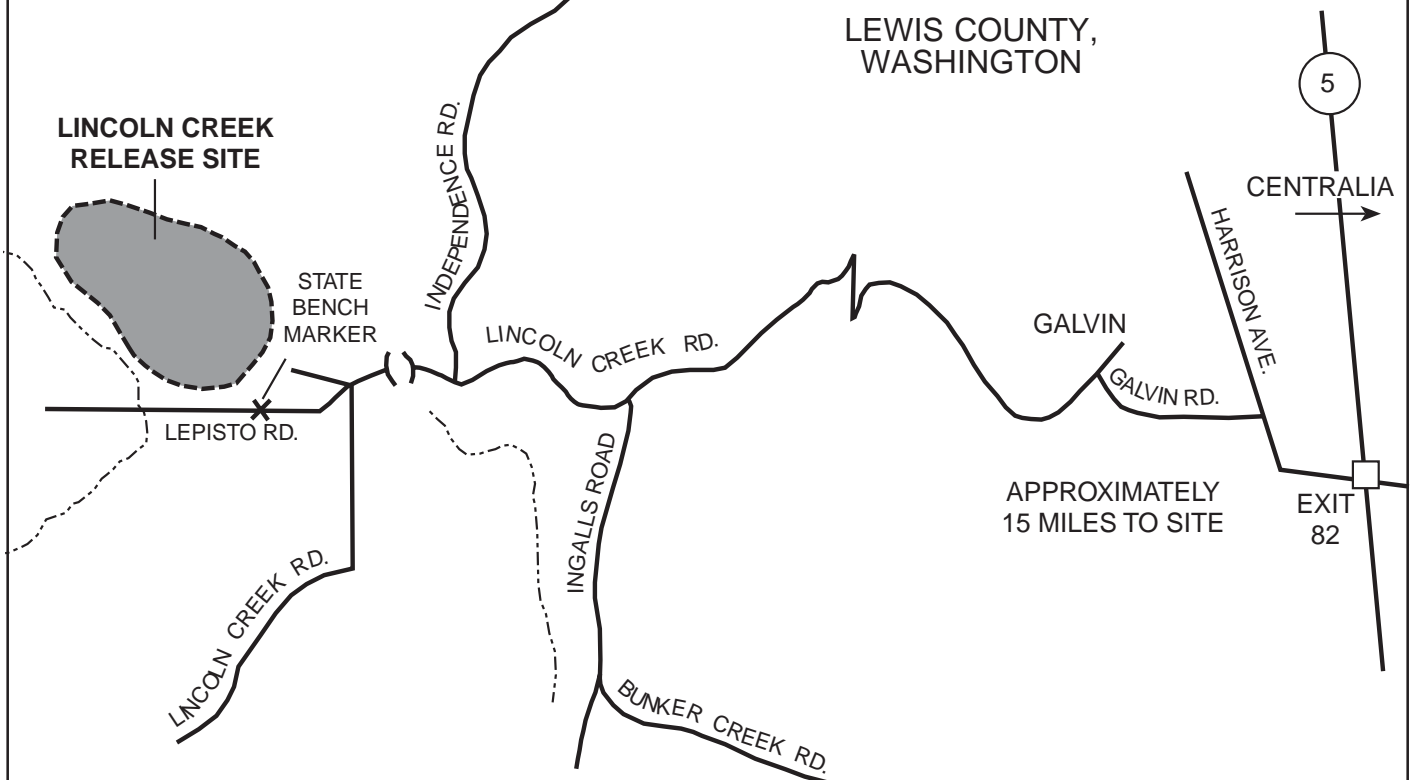 LEWIS COUNTY,
WASHINGTON
5
LINCOLN CREEK
RELEASE SITE
INDEPENDENCE RD.
CENTRALIA
HARRISON AVE.
STATE
BENCH
MARKER
LINCOLN CREEK RD.
GALVIN
GALVIN RD.
LEPISTO RD.
INGALLS ROAD
APPROXIMATELY
15 MILES TO SITE
EXIT
82
LINCOLN CREEK RD.
BUNKER CREEK RD.